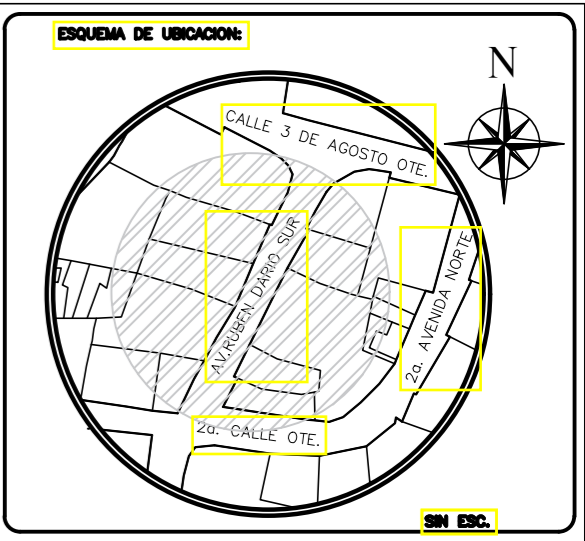 ESQUEMA DE UBICACION:
N
CALLE 3 DE AGOSTO OTE.
AV.RUBEN DARIO SUR
2a. AVENIDA NORTE
2a. CALLE OTE.
SIN ESC.